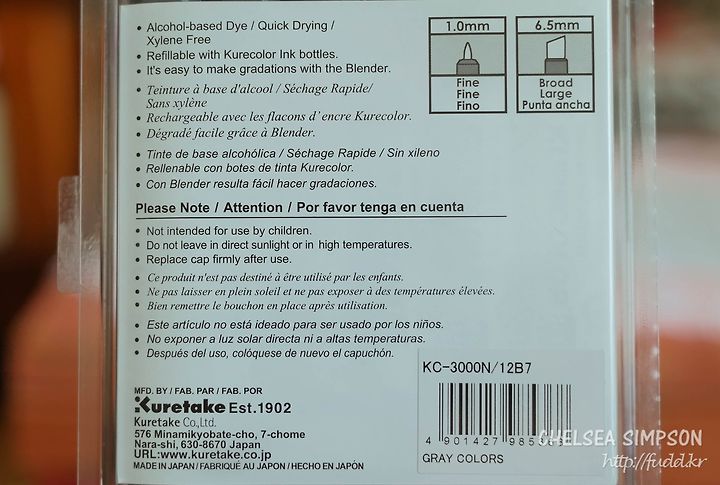 • Alcohol-based Dye / Quick Drying /
Xylene Free
• Refillable with Kurecolor Ink bottles.
• It's easy to make gradations with the Blender.
• Teinture à base d'alcool / Séchage Rapide/
Sans xylène
• Rechargeable avec les flacons d'encre Kurecolor.
• Dégradé facile grâce à Blender.
• Tinte de base alcohólica / Séchage Rapide / Sin xileno
• Rellenable con botes de tinta Kurecolor.
• Con Blender resulta fácil hacer gradaciones.
1.0mm
Fine
Fine
Fino
6.5mm
Broad
Large
Punta ancha
Please Note / Attention / Por favor tenga en cuenta
• Not intended for use by children.
• Do not leave in direct sunlight or in high temperatures.
• Replace cap firmly after use.
• Ce produit n'est pas destiné à être utilisé par les enfants.
• Ne pas laisser en plein soleil et ne pas exposer à des températures élevées.
• Bien remettre le bouchon en place après utilisation.
• Este artículo no está ideado para ser usado por los niños.
• No exponer a luz solar directa ni a altas temperaturas.
• Después del uso, colóquese de nuevo el capuchón.
MFD. BY / FAB. PAR / FAB. POR
Kuretake Est.1902
Kuretake Co.,Ltd.
576 Minamikyobate-cho, 7-chome
Nara-shi, 630-8670 Japan
URL:www.kuretake.co.jp
MADE IN JAPAN / FABRIQUÉ AU JAPON / HECHO EN JAPÓN
KC-3000N/12B7
4 901427 985
GRAY COLORS
CHELSEA SIMPSON
http://fudd.kr